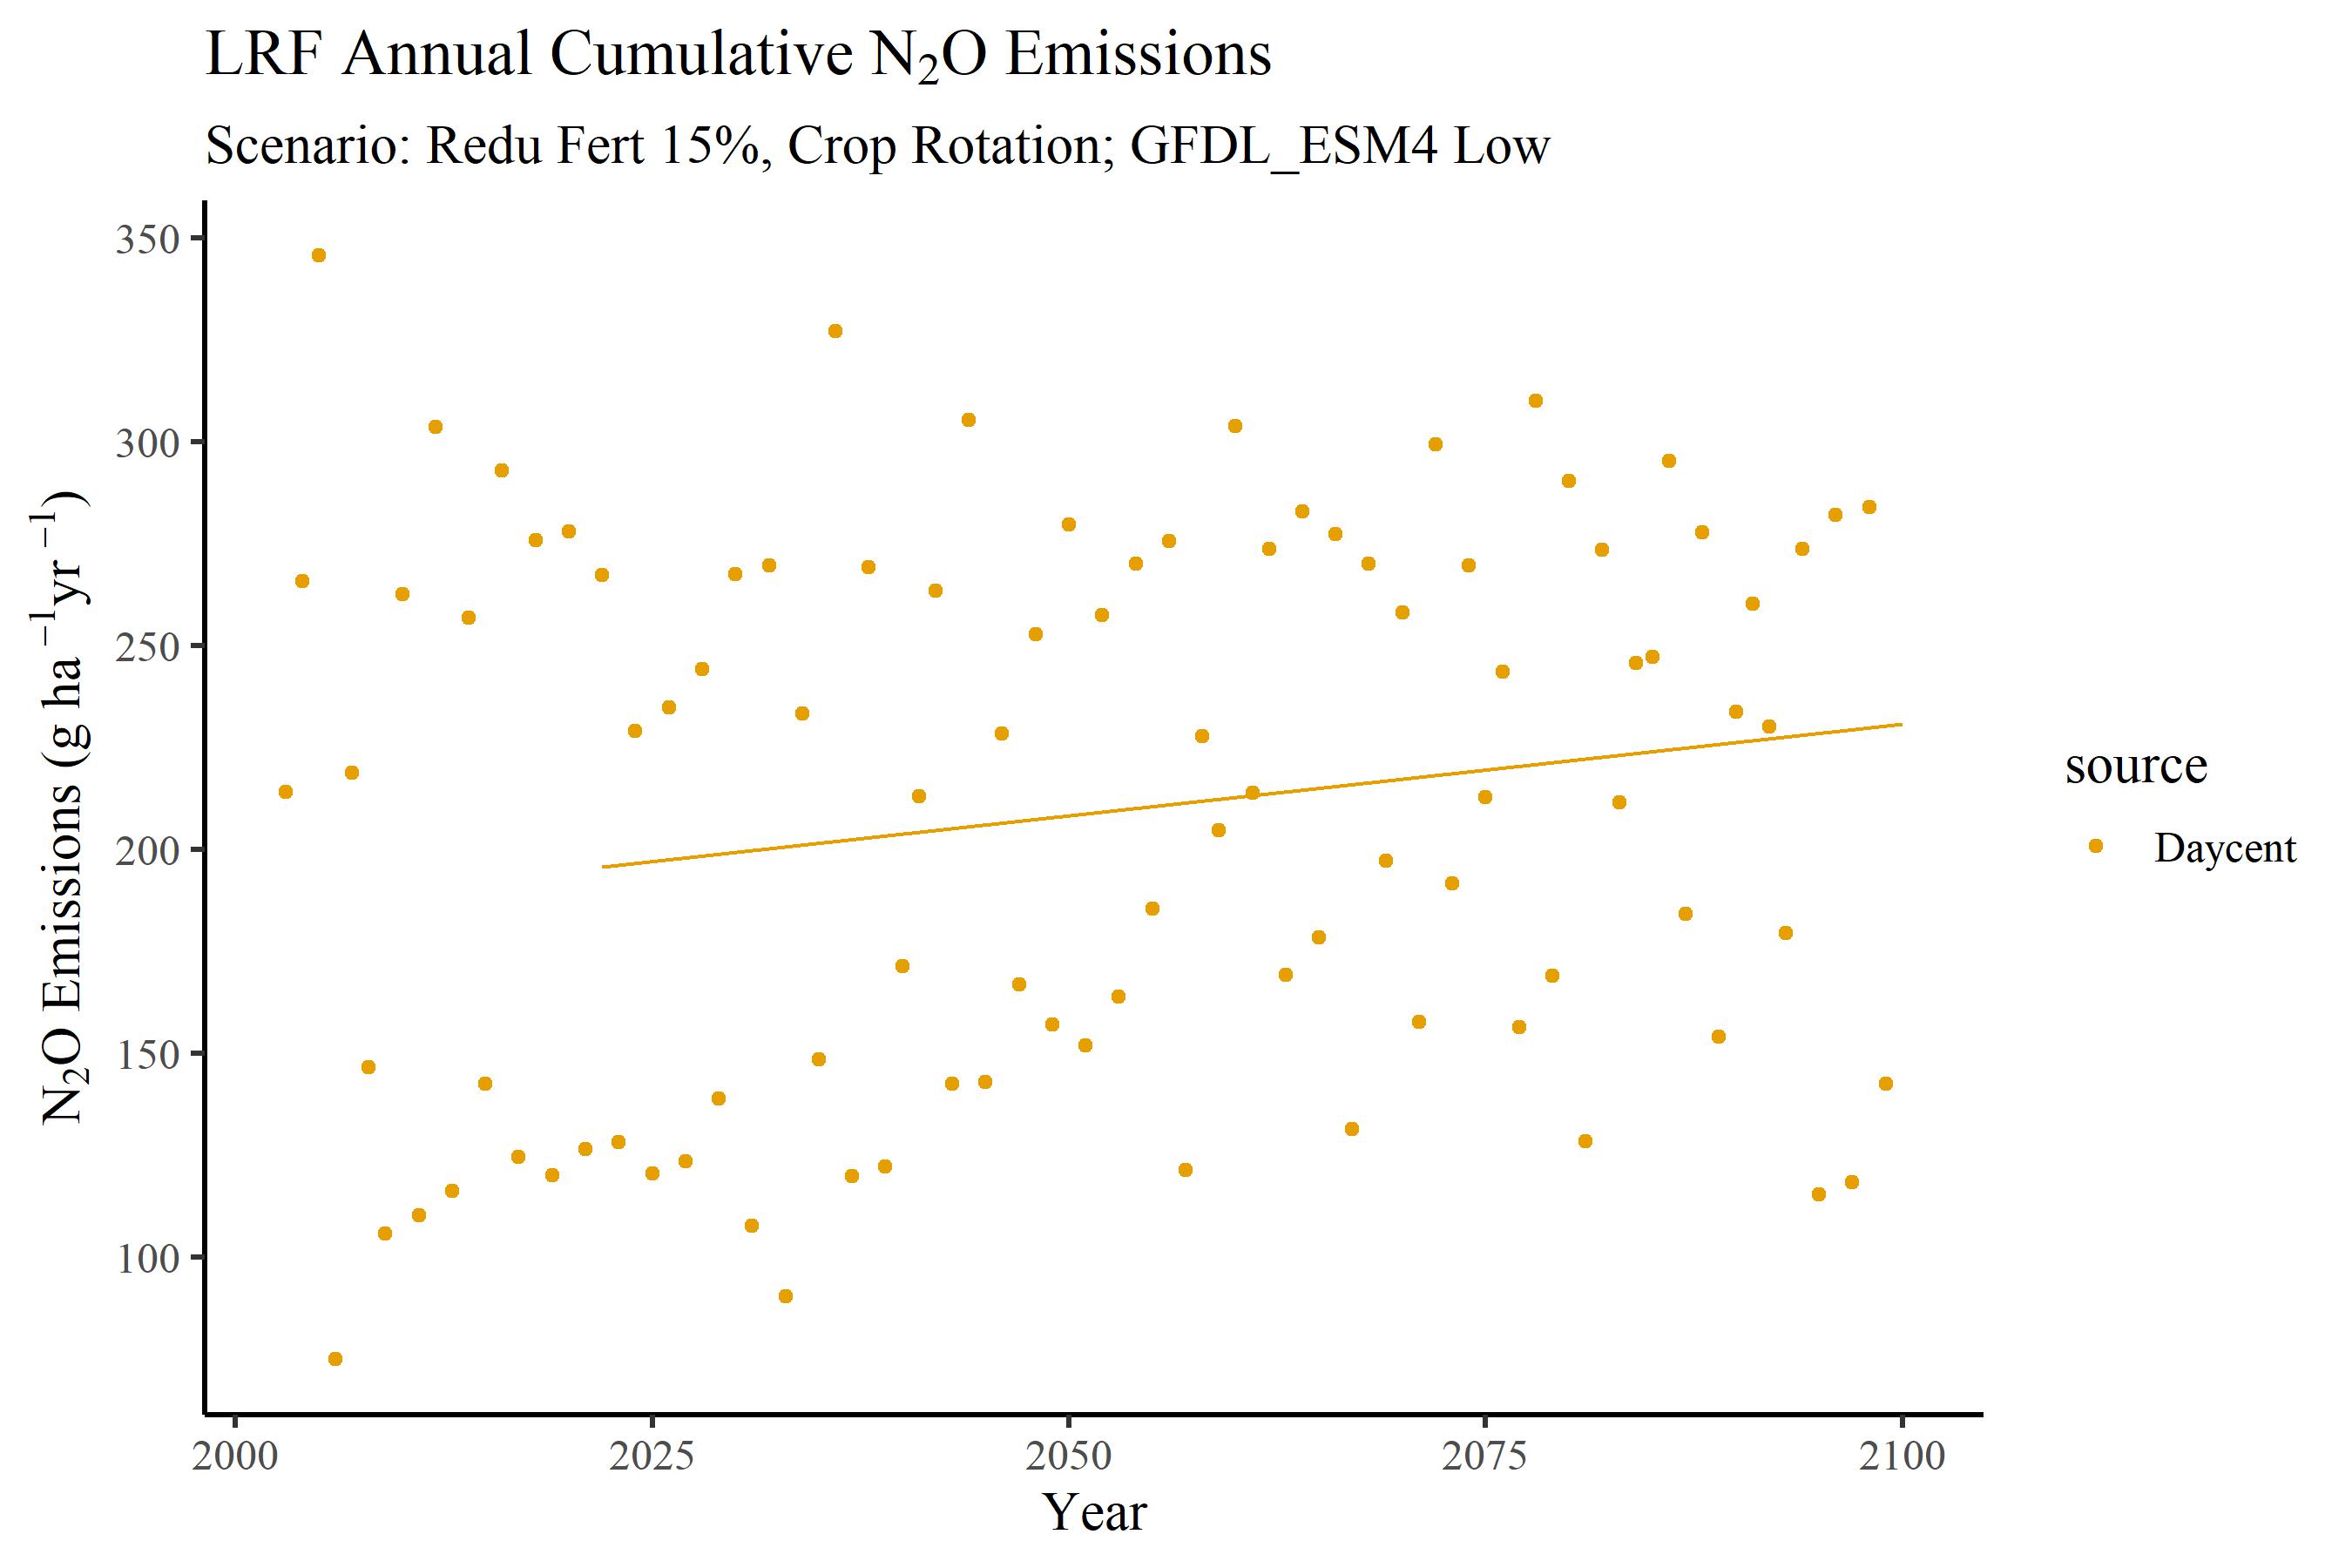 LRF Annual Cumulative N₂O Emissions
Scenario: Redu Fert 15%, Crop Rotation; GFDL_ESM4 Low
N₂O Emissions (g ha⁻¹yr⁻¹)
350
300
250
200
150
100
2000 2025 2050 2075 2100
Year
source
Daycent